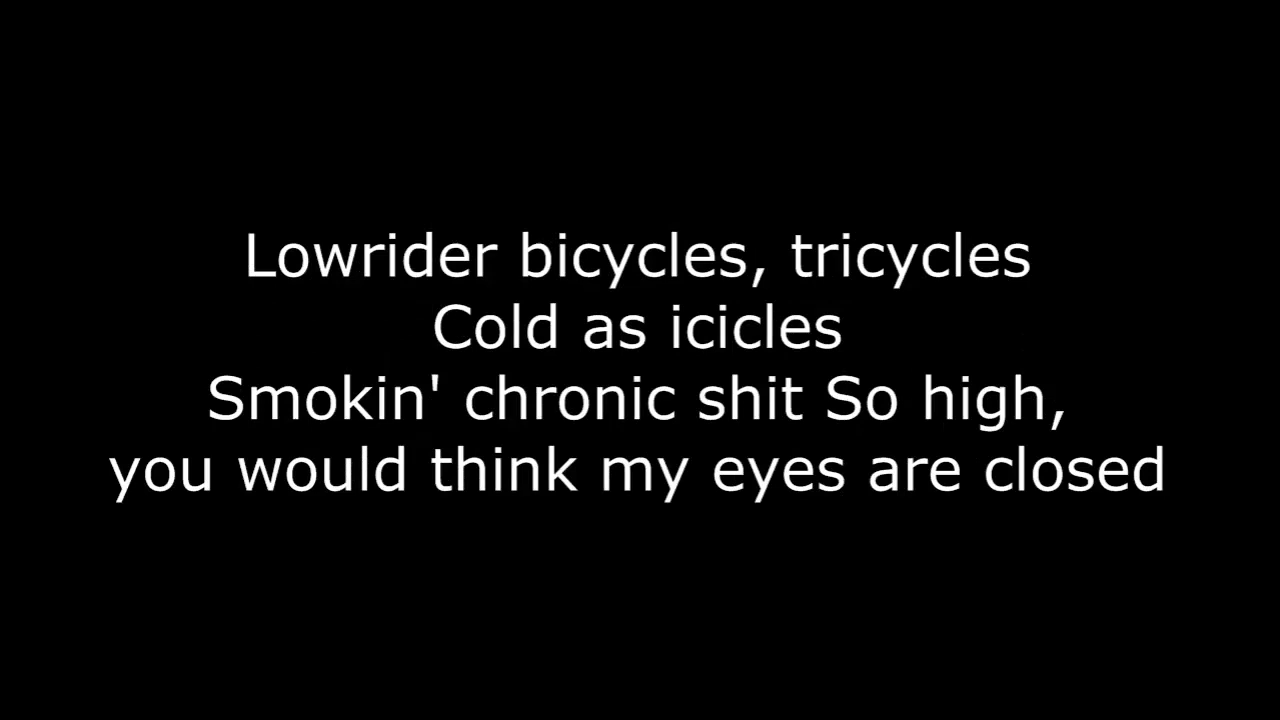 Lowrider bicycles, tricycles
Cold as icicles
Smokin' chronic shit So high,
you would think my eyes are closed